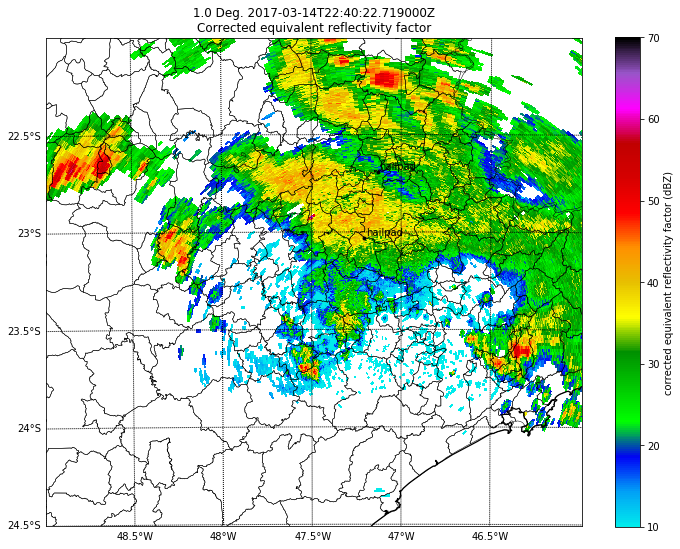 1.0 Deg. 2017-03-14T22:40:22.719000Z
Corrected equivalent reflectivity factor
22.5°S
23°S
23.5°S
24°S
24.5°S
hailpad
hailpad
48.5°W
48°W
47.5°W
47°W
46.5°W
70
60
50
40
30
20
10
corrected equivalent reflectivity factor (dBZ)